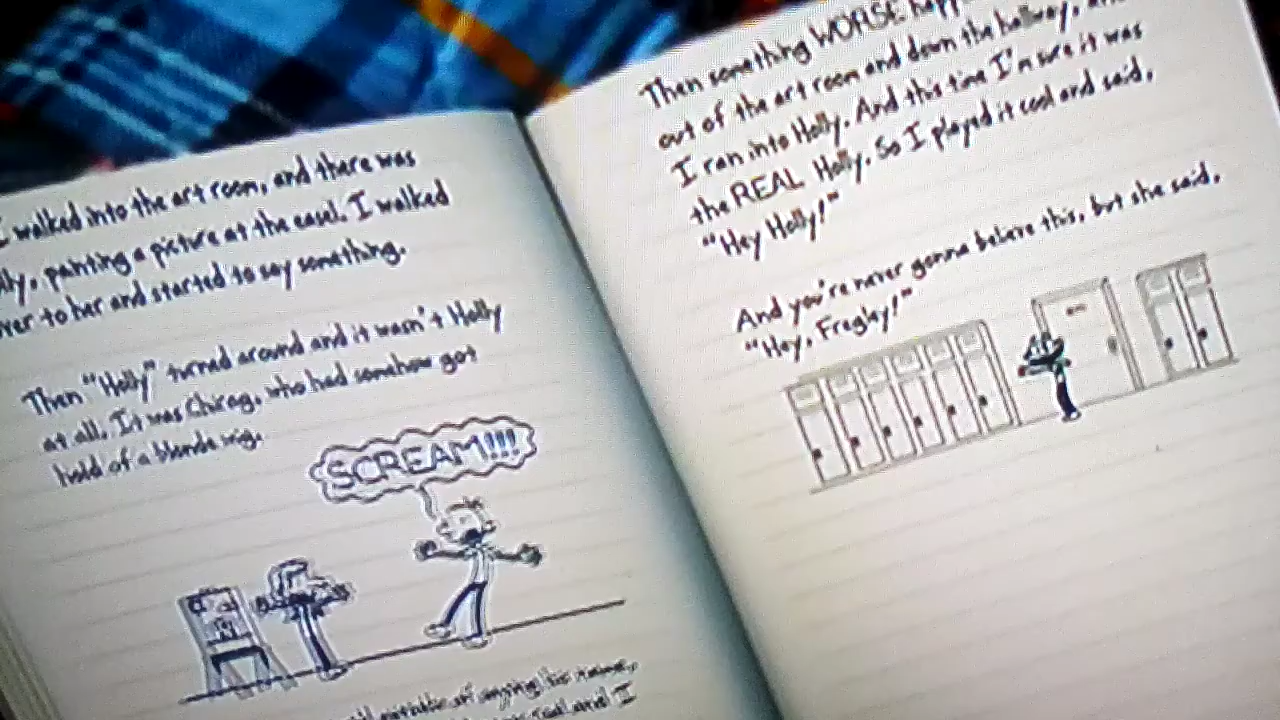 I walked into the art room, and there was
painting a picture at the easel. I walked
to her and started to say something.
Then "Holly" turned around and it wasn't Holly
at all. It was Chirag, who had somehow got
hold of a blonde wig.
SCREAM!!!
Then something WORSE
out of the art room and down the hallway,
I ran into Holly. And this time I'm sure it was
the REAL Holly. So I played it cool and said,
"Hey Holly!"
And you're never gonna believe this, but she said,
"Hey, Fregley!"